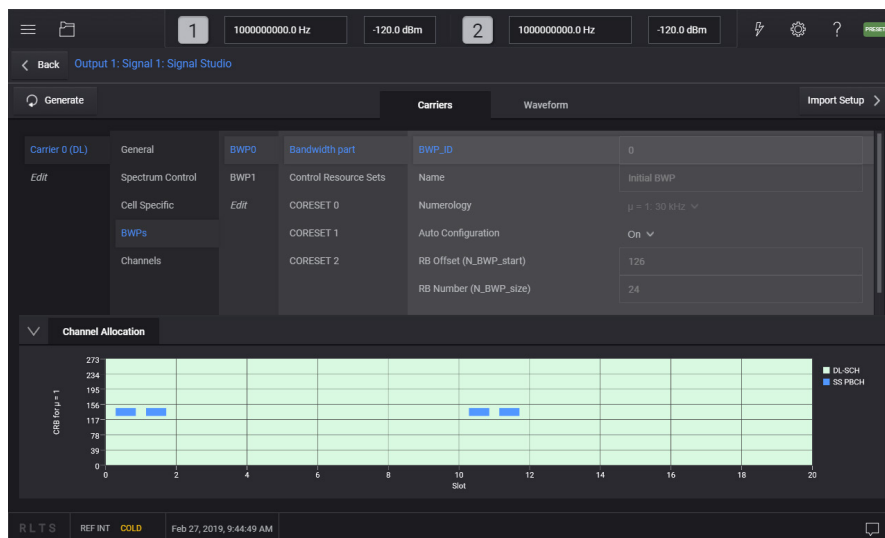 1 1000000000.0 Hz -120.0 dBm 2 1000000000.0 Hz -120.0 dBm ? PRESET
Back Output 1: Signal 1: Signal Studio
Generate Carriers Waveform Import Setup
Carrier 0 (DL) General BWP0 Bandwidth part BWP_ID 0
Edit Spectrum Control BWP1 Control Resource Sets Name Initial BWP
Cell Specific Edit CORESET 0 Numerology µ = 1: 30 kHz
BWPs CORESET 1 Auto Configuration On
Channels CORESET 2 RB Offset (N_BWP_start) 126
RB Number (N_BWP_size) 24
Channel Allocation
CRB for µ = 1
273
234
195
156
117
78
39
0
0 2 4 6 8 10 12 14 16 18 20
Slot
DL-SCH
SS PBCH
RLTS REF INT COLD Feb 27, 2019, 9:44:49 AM